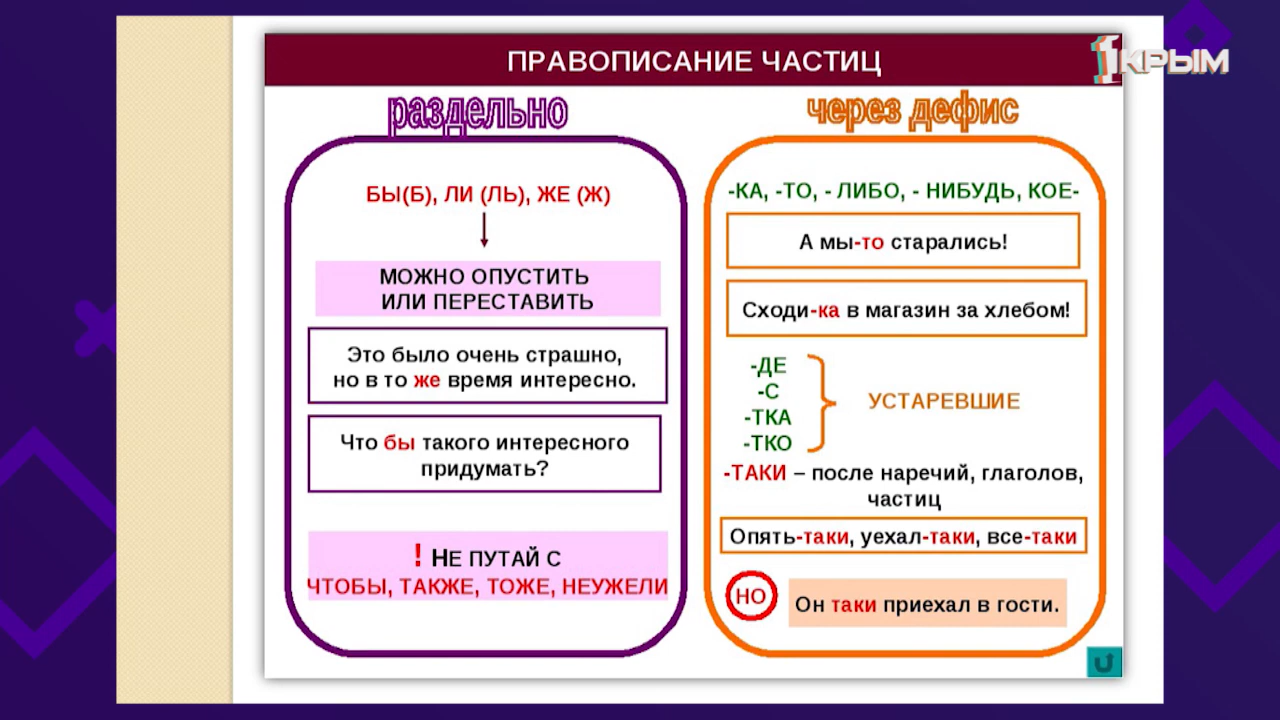 ПРАВОПИСАНИЕ ЧАСТИЦ
1КРЫМ
раздельно
БЫ(Б), ЛИ (ЛЬ), ЖЕ (Ж)
МОЖНО ОПУСТИТЬ
ИЛИ ПЕРЕСТАВИТЬ
Это было очень страшно,
но в то же время интересно.
Что бы такого интересного
придумать?
! НЕ ПУТАЙ С
ЧТОБЫ, ТАКЖЕ, ТОЖЕ, НЕУЖЕЛИ
через дефис
-КА, -ТО, - ЛИБО, - НИБУДЬ, КОЕ-
А мы-то старались!
Сходи-ка в магазин за хлебом!
-ДЕ
-С
-ТКА
-ТКО
УСТАРЕВШИЕ
-ТАКИ – после наречий, глаголов,
частиц
Опять-таки, уехал-таки, все-таки
НО
Он таки приехал в гости.